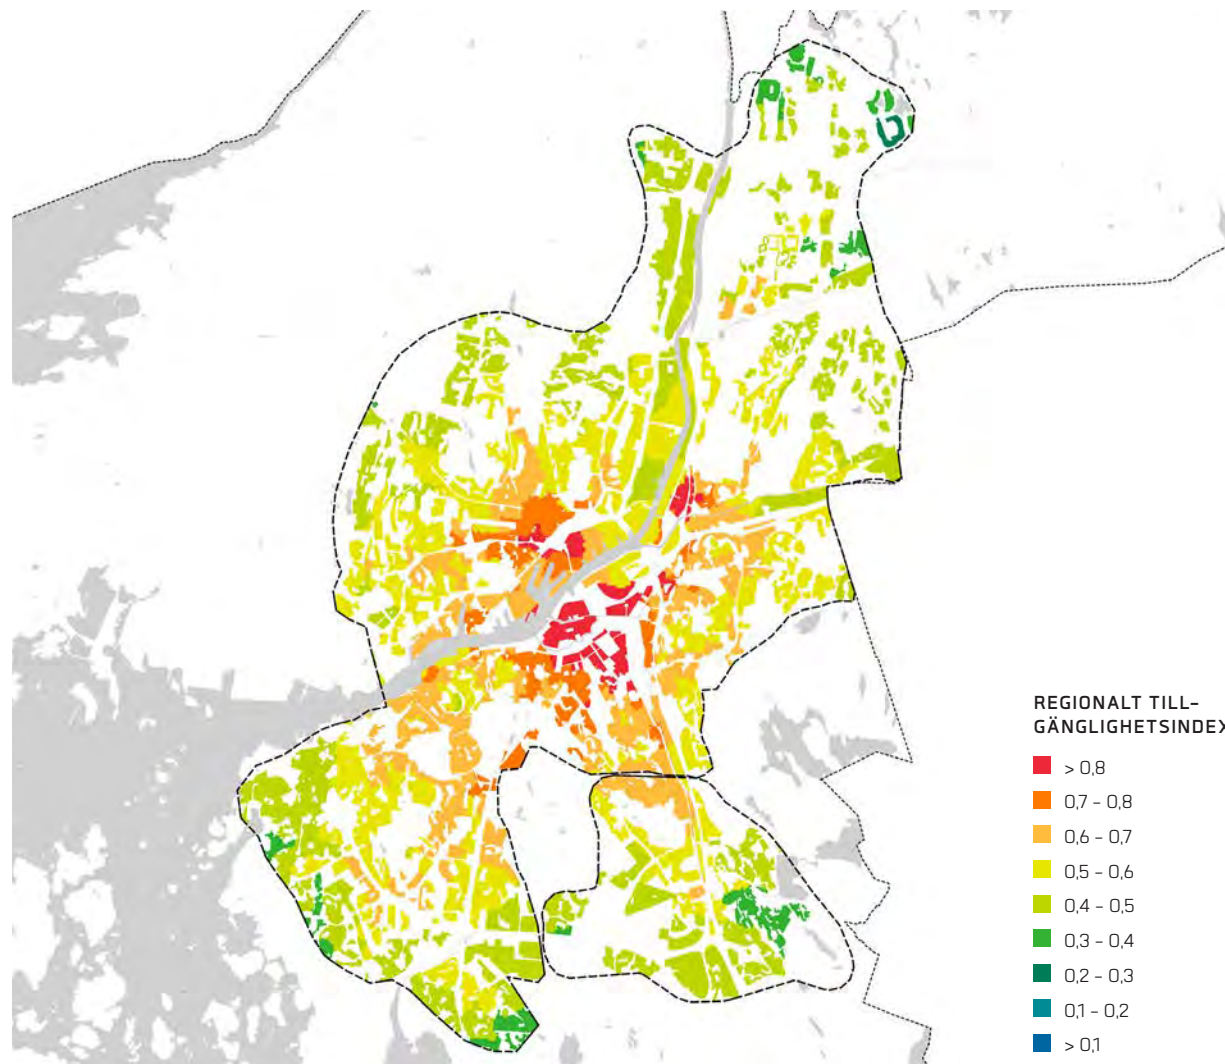 REGIONALT TILL-
GÄNGLIGHETSINDEX
> 0,8
0,7 – 0,8
0,6 – 0,7
0,5 – 0,6
0,4 – 0,5
0,3 – 0,4
0,2 – 0,3
0,1 – 0,2
> 0,1